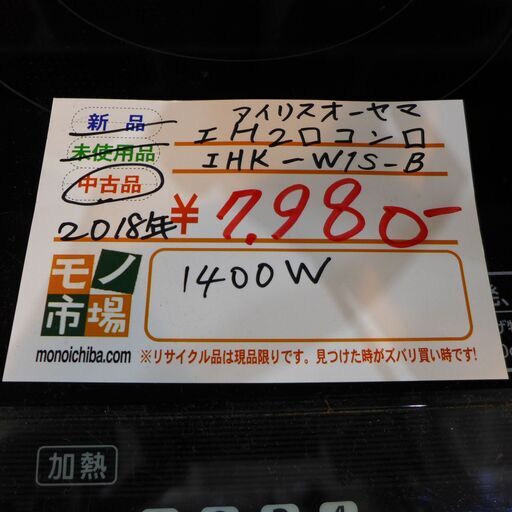 新品
アイリスオーヤマ
未使用品
IH2口コンロ
中古品
IHK-W1S-B
2018年
¥7,980-
モノ市場
1400W
monoichiba.com
※リサイクル品は現品限りです。見つけた時がズバリ買い時です!
加熱